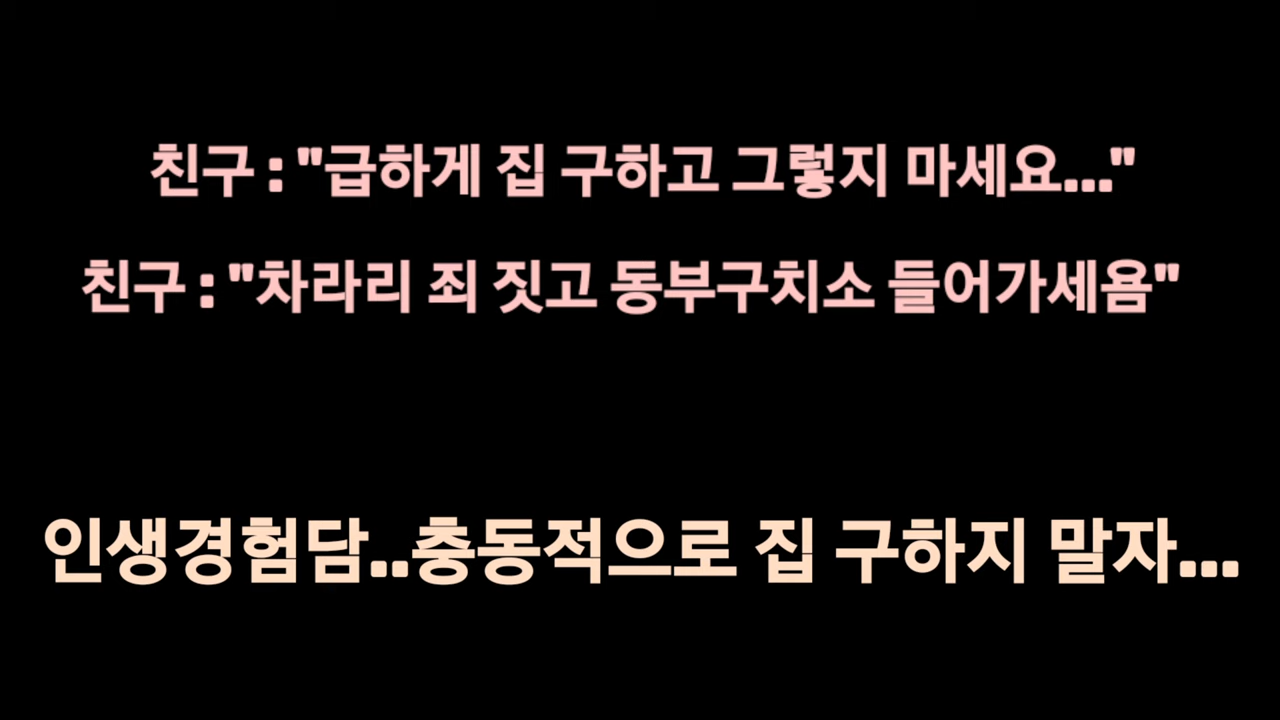 친구 : "급하게 집 구하고 그렇지 마세요..."
친구 : "차라리 죄 짓고 동부구치소 들어가세욤"
인생경험담..충동적으로 집 구하지 말자...